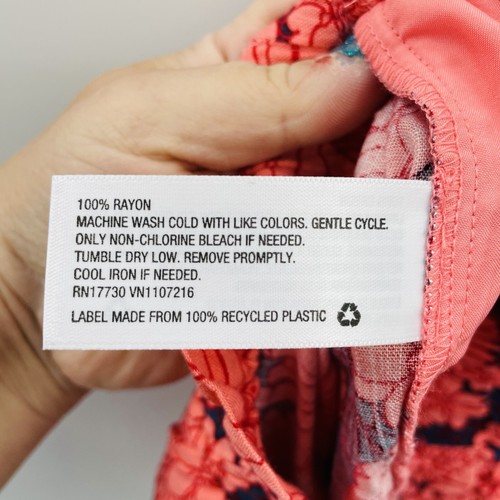 100% RAYON
MACHINE WASH COLD WITH LIKE COLORS. GENTLE CYCLE.
ONLY NON-CHLORINE BLEACH IF NEEDED.
TUMBLE DRY LOW. REMOVE PROMPTLY.
COOL IRON IF NEEDED.
RN17730 VN1107216
LABEL MADE FROM 100% RECYCLED PLASTIC